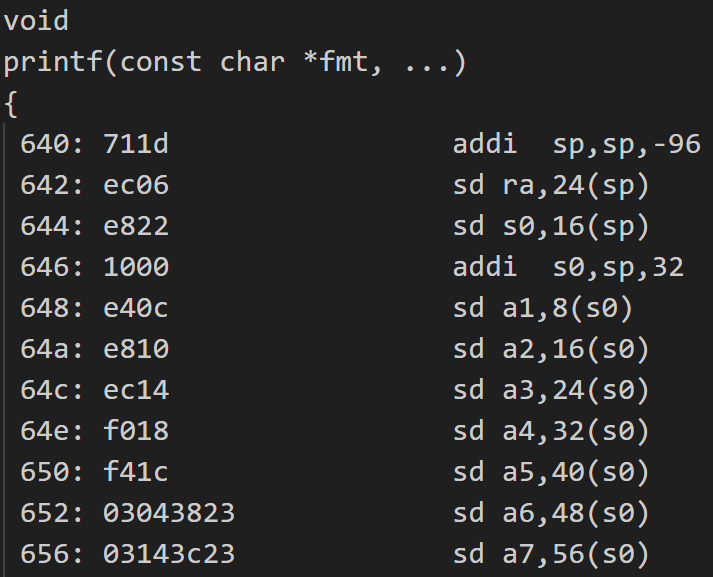 void
printf(const char *fmt, ...)
{
640: 711d addi sp,sp,-96
642: ec06 sd ra,24(sp)
644: e822 sd s0,16(sp)
646: 1000 addi s0,sp,32
648: e40c sd a1,8(s0)
64a: e810 sd a2,16(s0)
64c: ec14 sd a3,24(s0)
64e: f018 sd a4,32(s0)
650: f41c sd a5,40(s0)
652: 03043823 sd a6,48(s0)
656: 03143c23 sd a7,56(s0)